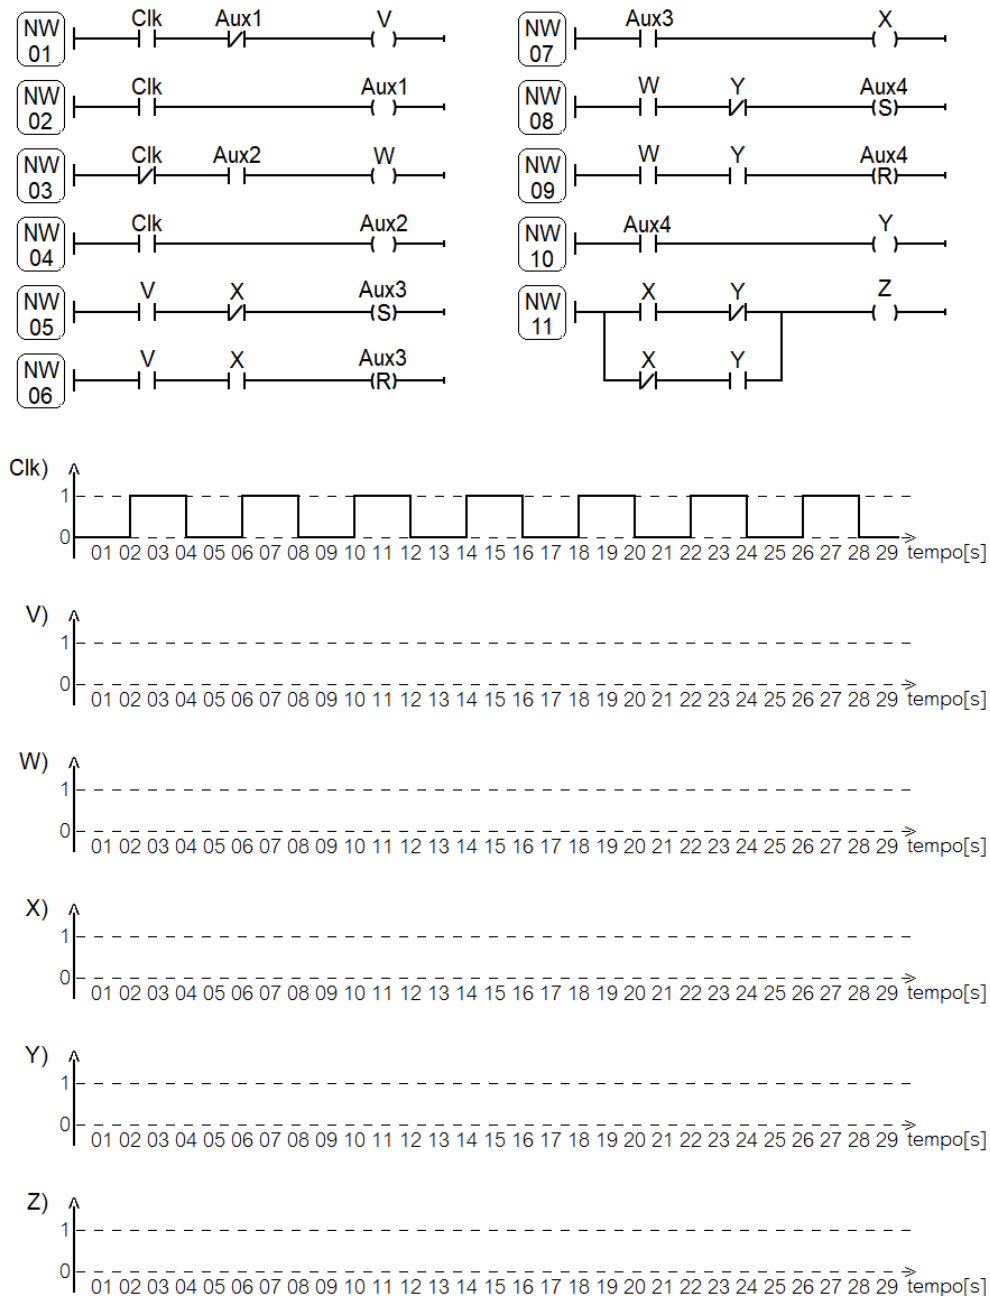 NW 01 Clk Aux1 V
NW 02 Clk Aux1
NW 03 Clk Aux2 W
NW 04 Clk Aux2
NW 05 V X Aux3 (S)
NW 06 V X Aux3 (R)
NW 07 Aux3 X
NW 08 W Y Aux4 (S)
NW 09 W Y Aux4 (R)
NW 10 Aux4 Y
NW 11 X Y Z
X Y
Clk)
1
0
01 02 03 04 05 06 07 08 09 10 11 12 13 14 15 16 17 18 19 20 21 22 23 24 25 26 27 28 29 tempo[s]
V)
1
0
01 02 03 04 05 06 07 08 09 10 11 12 13 14 15 16 17 18 19 20 21 22 23 24 25 26 27 28 29 tempo[s]
W)
1
0
01 02 03 04 05 06 07 08 09 10 11 12 13 14 15 16 17 18 19 20 21 22 23 24 25 26 27 28 29 tempo[s]
X)
1
0
01 02 03 04 05 06 07 08 09 10 11 12 13 14 15 16 17 18 19 20 21 22 23 24 25 26 27 28 29 tempo[s]
Y)
1
0
01 02 03 04 05 06 07 08 09 10 11 12 13 14 15 16 17 18 19 20 21 22 23 24 25 26 27 28 29 tempo[s]
Z)
1
0
01 02 03 04 05 06 07 08 09 10 11 12 13 14 15 16 17 18 19 20 21 22 23 24 25 26 27 28 29 tempo[s]